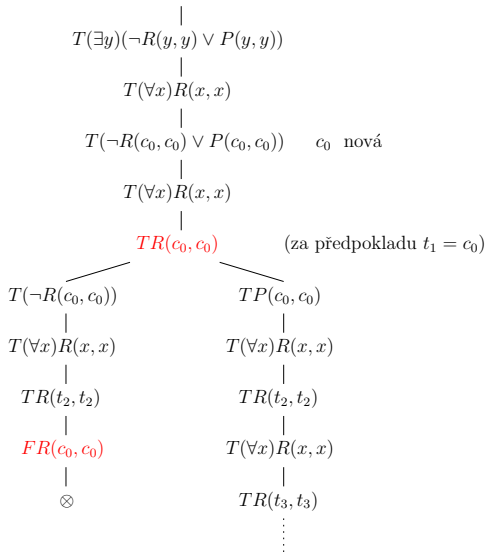 T(∃y)(¬R(y, y) ∨ P(y, y))
T(∀x)R(x, x)
T(¬R(c₀, c₀) ∨ P(c₀, c₀)) c₀ nová
T(∀x)R(x, x)
TR(c₀, c₀) (za předpokladu t₁ = c₀)
T(¬R(c₀, c₀)) TP(c₀, c₀)
T(∀x)R(x, x) T(∀x)R(x, x)
TR(t₂, t₂) TR(t₂, t₂)
FR(c₀, c₀) T(∀x)R(x, x)
⊗ TR(t₃, t₃)